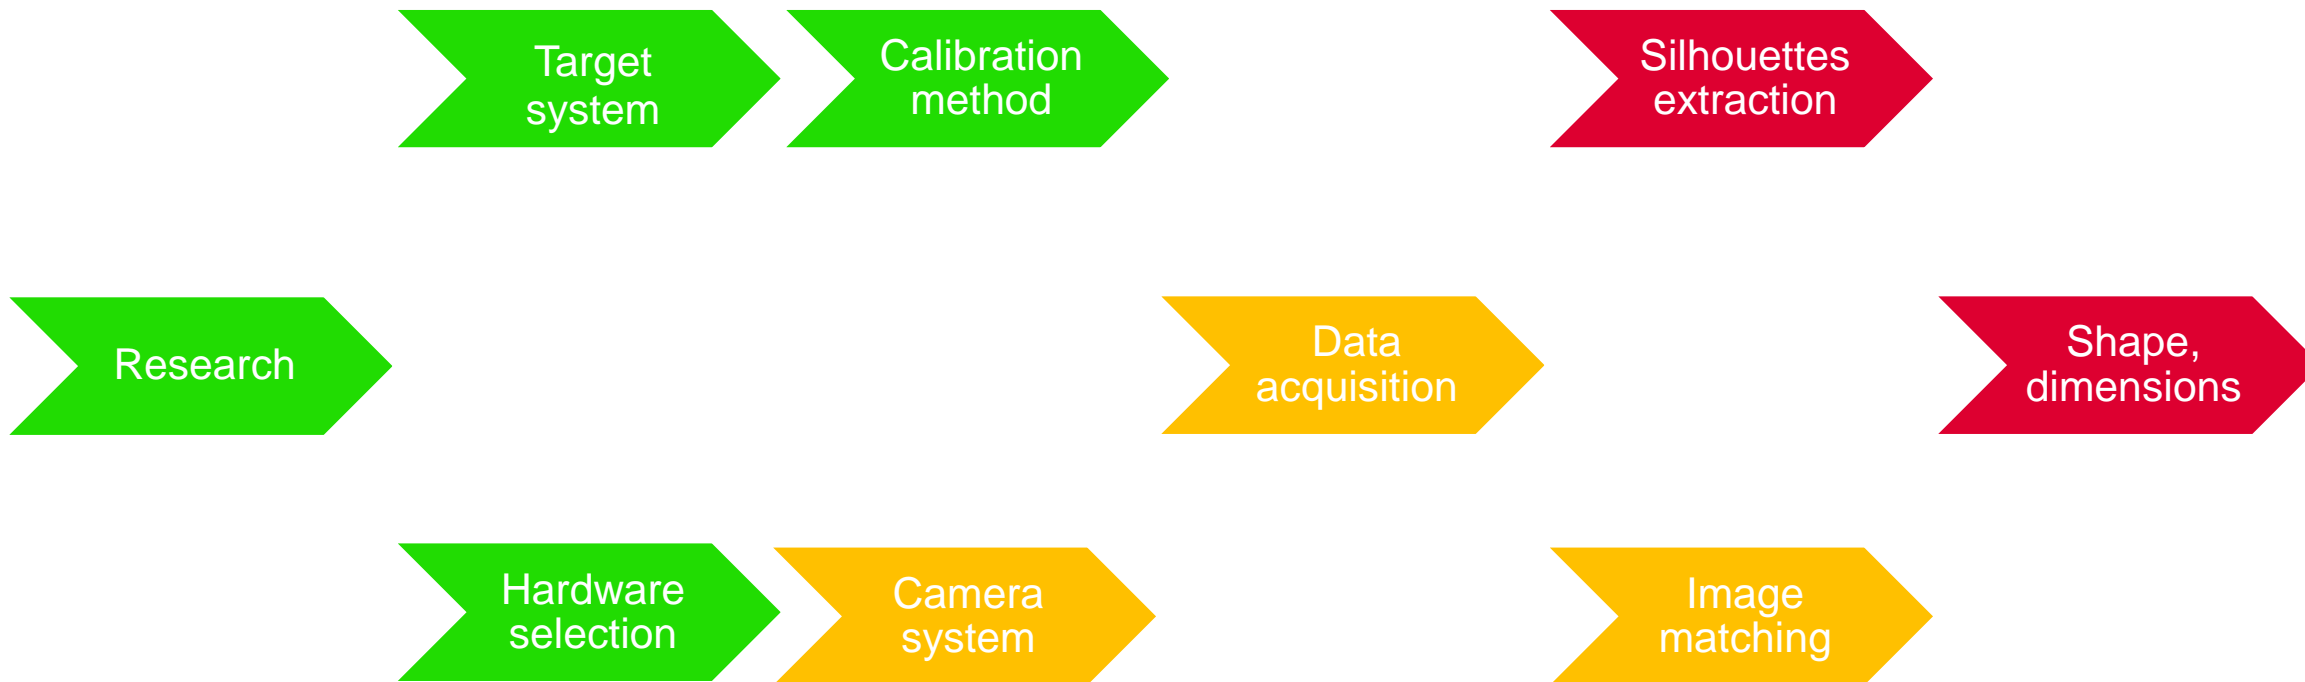 Target
system
Calibration
method
Silhouettes
extraction
Research
Data
acquisition
Shape,
dimensions
Hardware
selection
Camera
system
Image
matching